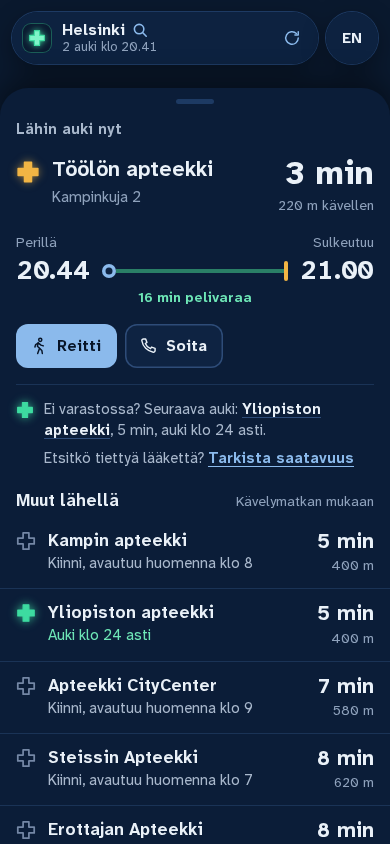 Helsinki
2 auki klo 20.41
EN
Lähin auki nyt
Töölön apteekki
3 min
Kampinkuja 2
220 m kävellen
Perillä
Sulkeutuu
20.44
21.00
16 min pelivaraa
Reitti
Soita
Ei varastossa? Seuraava auki: Yliopiston
apteekki, 5 min, auki klo 24 asti.
Etsitkö tiettyä lääkettä? Tarkista saatavuus
Muut lähellä
Kävelymatkan mukaan
Kampin apteekki
5 min
Kiinni, avautuu huomenna klo 8
400 m
Yliopiston apteekki
5 min
Auki klo 24 asti
400 m
Apteekki CityCenter
7 min
Kiinni, avautuu huomenna klo 9
580 m
Steissin Apteekki
8 min
Kiinni, avautuu huomenna klo 7
620 m
Erottajan Apteekki
8 min